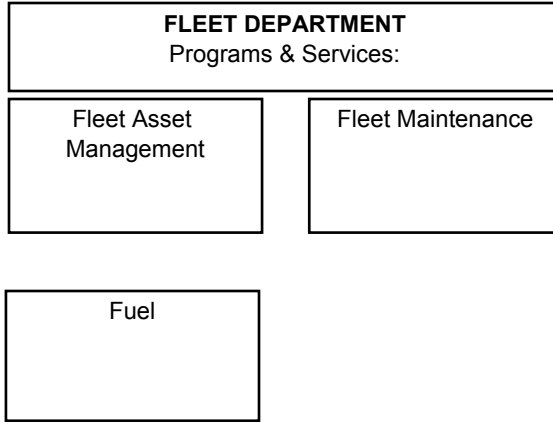 FLEET DEPARTMENT
Programs & Services:
Fleet Asset
Management
Fleet Maintenance
Fuel